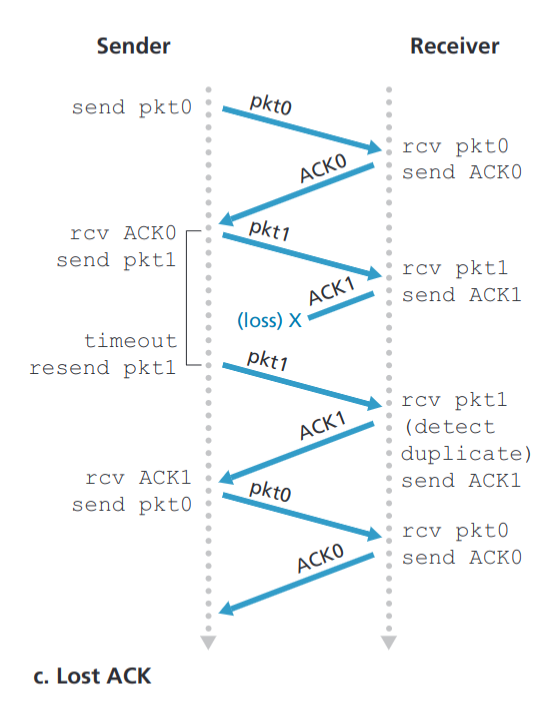 Sender
Receiver
send pkt0
pkt0
rcv pkt0
send ACK0
ACK0
rcv ACK0
send pkt1
pkt1
rcv pkt1
send ACK1
ACK1
(loss) X
timeout
resend pkt1
pkt1
rcv pkt1
(detect
duplicate)
send ACK1
ACK1
rcv ACK1
send pkt0
pkt0
rcv pkt0
send ACK0
ACK0
c. Lost ACK